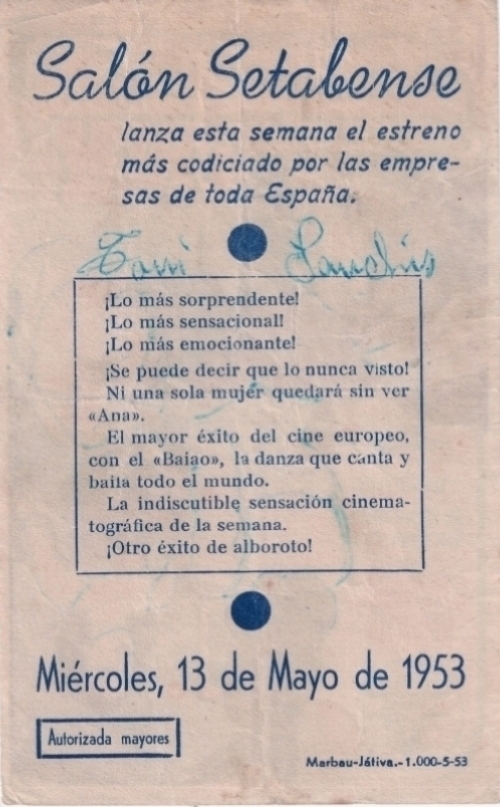 Salón Setabense
lanza esta semana el estreno
más codiciado por las empre-
sas de toda España.
Toni Sanchis
¡Lo más sorprendente!
¡Lo más sensacional!
¡Lo más emocionante!
¡Se puede decir que lo nunca visto!
Ni una sola mujer quedará sin ver
«Ana».
El mayor éxito del cine europeo,
con el «Baiao», la danza que canta y
baila todo el mundo.
La indiscutible sensación cinema-
tográfica de la semana.
¡Otro éxito de alboroto!
Miércoles, 13 de Mayo de 1953
Autorizada mayores
Marbau-Játiva.-1.000-5-53